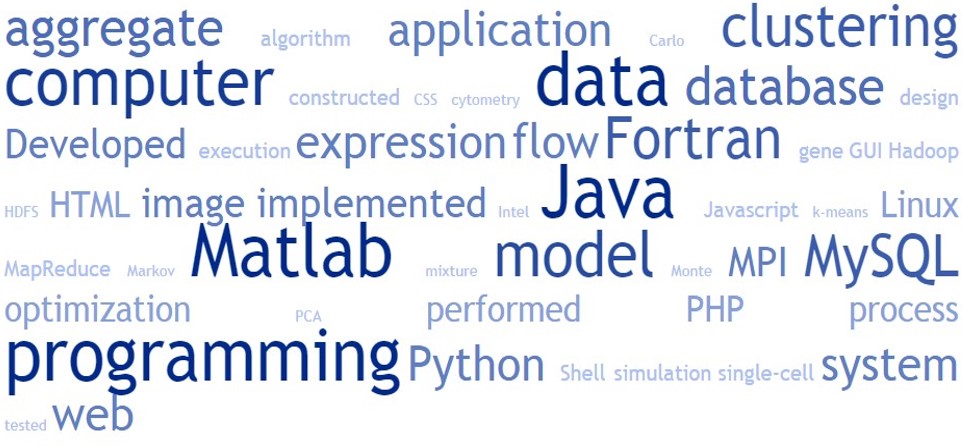 aggregate algorithm application Carlo clustering
computer constructed CSS cytometry data database design
Developed execution expression flow Fortran gene GUI Hadoop
HDFS HTML image implemented Intel Java Javascript k-means Linux
MapReduce Markov Matlab mixture model Monte MPI MySQL
optimization PCA performed PHP process
programming Python Shell simulation single-cell system
tested web